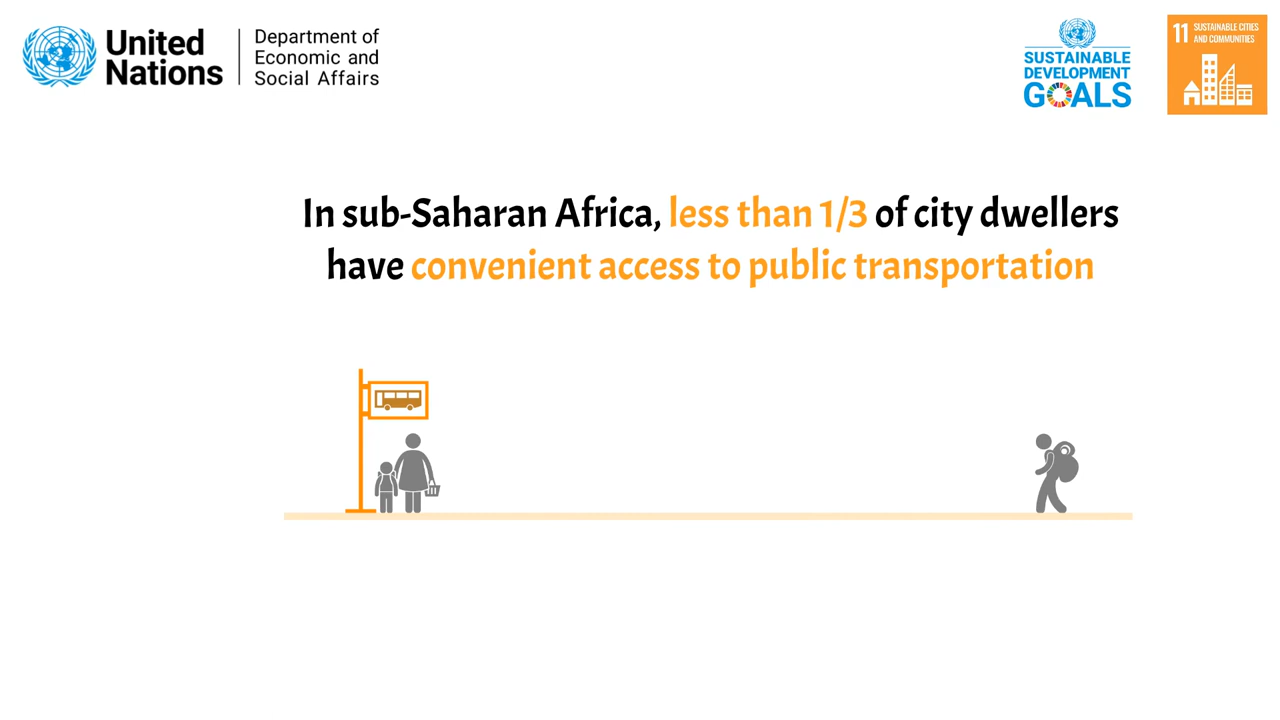 United
Nations
Department of
Economic and
Social Affairs
SUSTAINABLE
DEVELOPMENT
GOALS
11 SUSTAINABLE CITIES
AND COMMUNITIES
In sub-Saharan Africa, less than 1/3 of city dwellers
have convenient access to public transportation